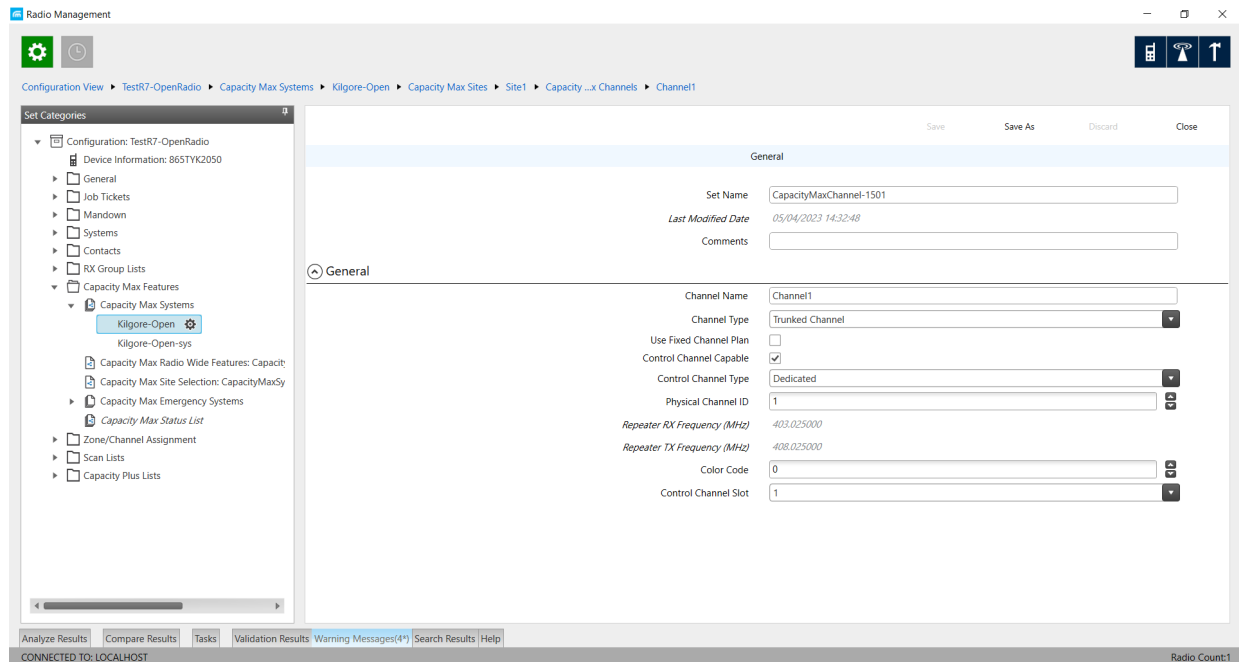 Radio Management
Configuration View ▸ TestR7-OpenRadio ▸ Capacity Max Systems ▸ Kilgore-Open ▸ Capacity Max Sites ▸ Site1 ▸ Capacity ...x Channels ▸ Channel1
Set Categories
Configuration: TestR7-OpenRadio
Device Information: 865TYK2050
General
Job Tickets
Mandown
Systems
Contacts
RX Group Lists
Capacity Max Features
Capacity Max Systems
Kilgore-Open
Kilgore-Open-sys
Capacity Max Radio Wide Features: Capacit
Capacity Max Site Selection: CapacityMaxSy
Capacity Max Emergency Systems
Capacity Max Status List
Zone/Channel Assignment
Scan Lists
Capacity Plus Lists
Save Save As Discard Close
General
Set Name CapacityMaxChannel-1501
Last Modified Date 05/04/2023 14:32:48
Comments
General
Channel Name Channel1
Channel Type Trunked Channel
Use Fixed Channel Plan
Control Channel Capable
Control Channel Type Dedicated
Physical Channel ID 1
Repeater RX Frequency (MHz) 403.025000
Repeater TX Frequency (MHz) 408.025000
Color Code 0
Control Channel Slot 1
Analyze Results Compare Results Tasks Validation Results Warning Messages(4*) Search Results Help
CONNECTED TO: LOCALHOST Radio Count:1